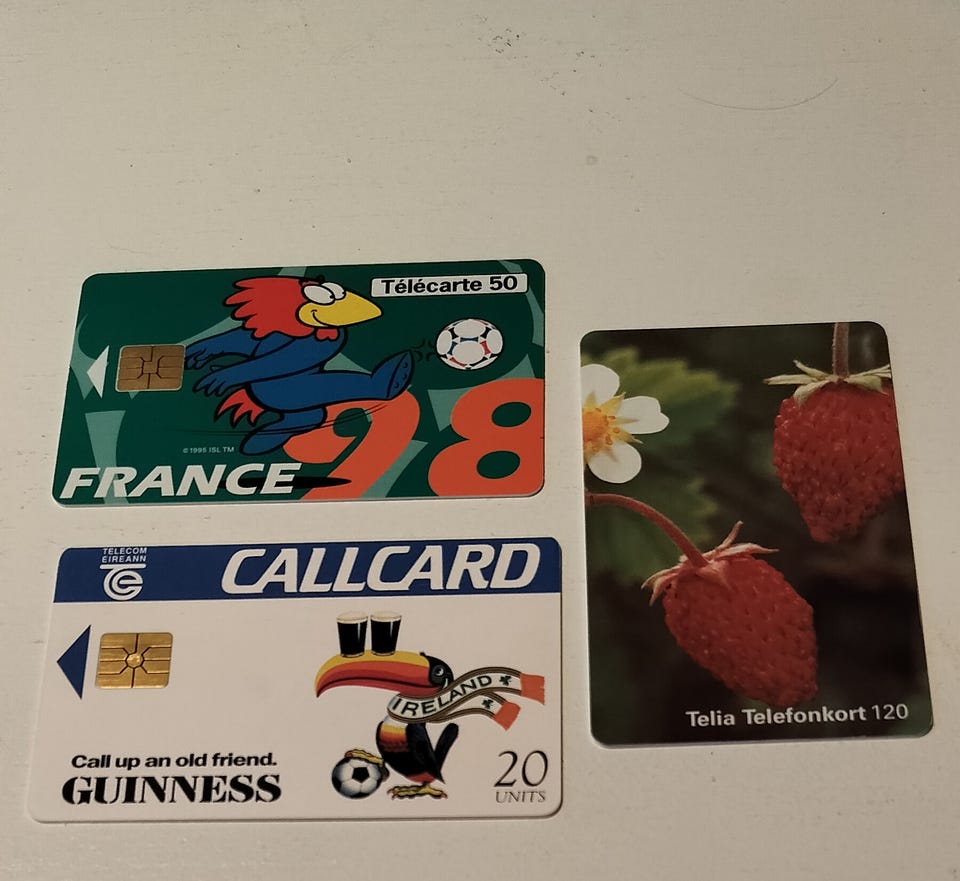 Télécarte 50
© 1995 ISL TM
98
FRANCE
TELECOM
EIREANN
CALLCARD
IRELAND
Call up an old friend.
GUINNESS
20
UNITS
Telia Telefonkort 120